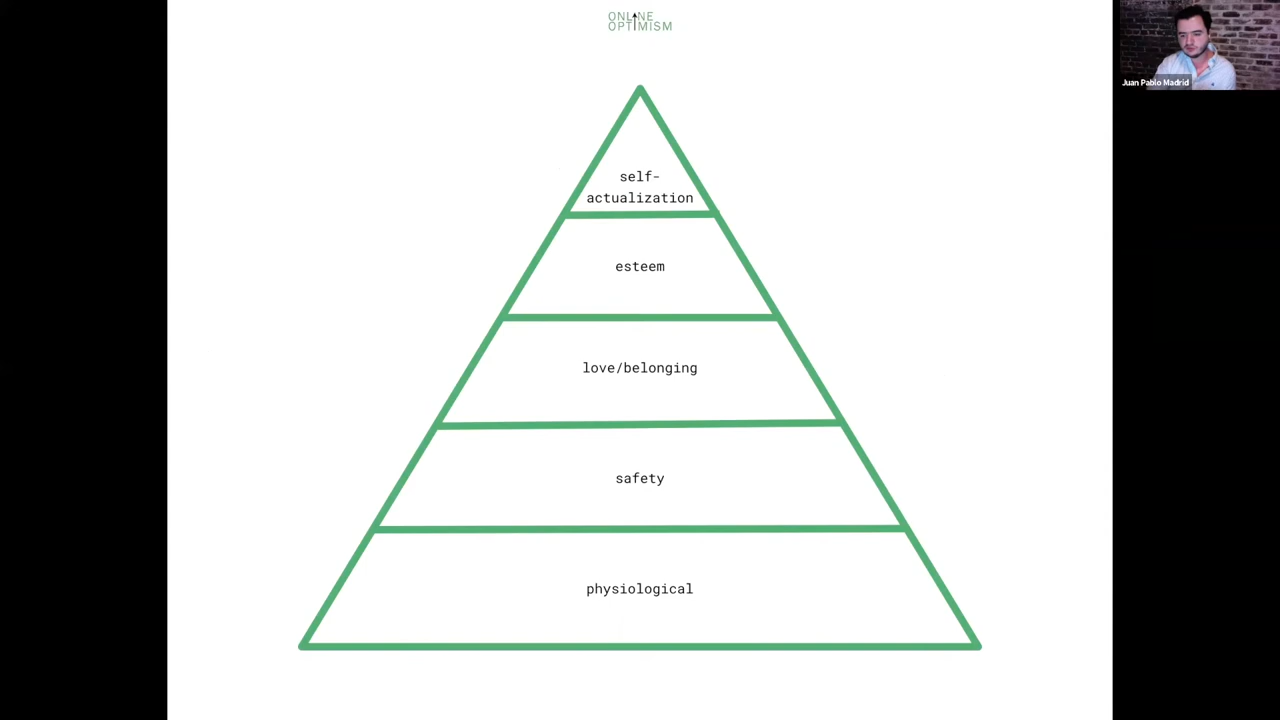 ONLINE
OPTIMISM
Juan Pablo Madrid
self-
actualization
esteem
love/belonging
safety
physiological